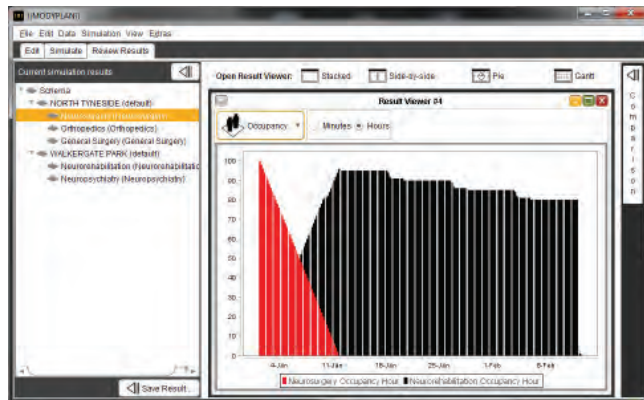 ((MODYPLAN))
File Edit Data Simulation View Extras
Edit Simulate Review Results
Current simulation results
Open Result Viewer: Stacked Side-by-side Pie Gantt
Comparison
Schema
NORTH TYNESIDE (default)
Orthopedics (Orthopedics)
General Surgery (General Surgery)
WALKERGATE PARK (default)
Neurorehabilitation (Neurorehabilitatic
Neuropsychiatry (Neuropsychiatry)
Save Result...
Result Viewer #4
Occupancy Minutes Hours
100
90
80
70
60
50
40
30
20
10
0
4-Jan 11-Jan 18-Jan 25-Jan 1-Feb 8-Feb
Neurosurgery Occupancy Hour Neurorehabilitation Occupancy Hour